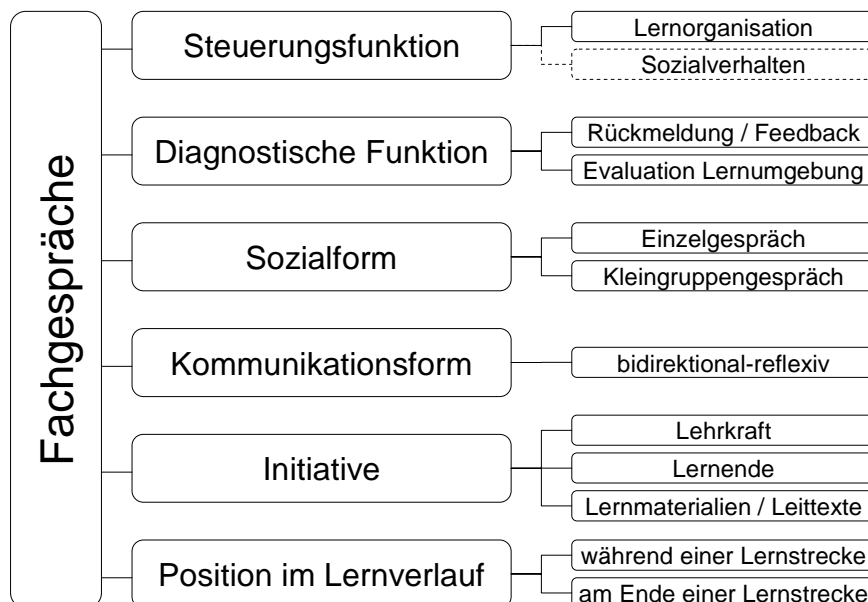 Fachgespräche
Steuerungsfunktion
Lernorganisation
Sozialverhalten
Diagnostische Funktion
Rückmeldung / Feedback
Evaluation Lernumgebung
Sozialform
Einzelgespräch
Kleingruppengespräch
Kommunikationsform
bidirektional-reflexiv
Initiative
Lehrkraft
Lernende
Lernmaterialien / Leittexte
Position im Lernverlauf
während einer Lernstrecke
am Ende einer Lernstrecke